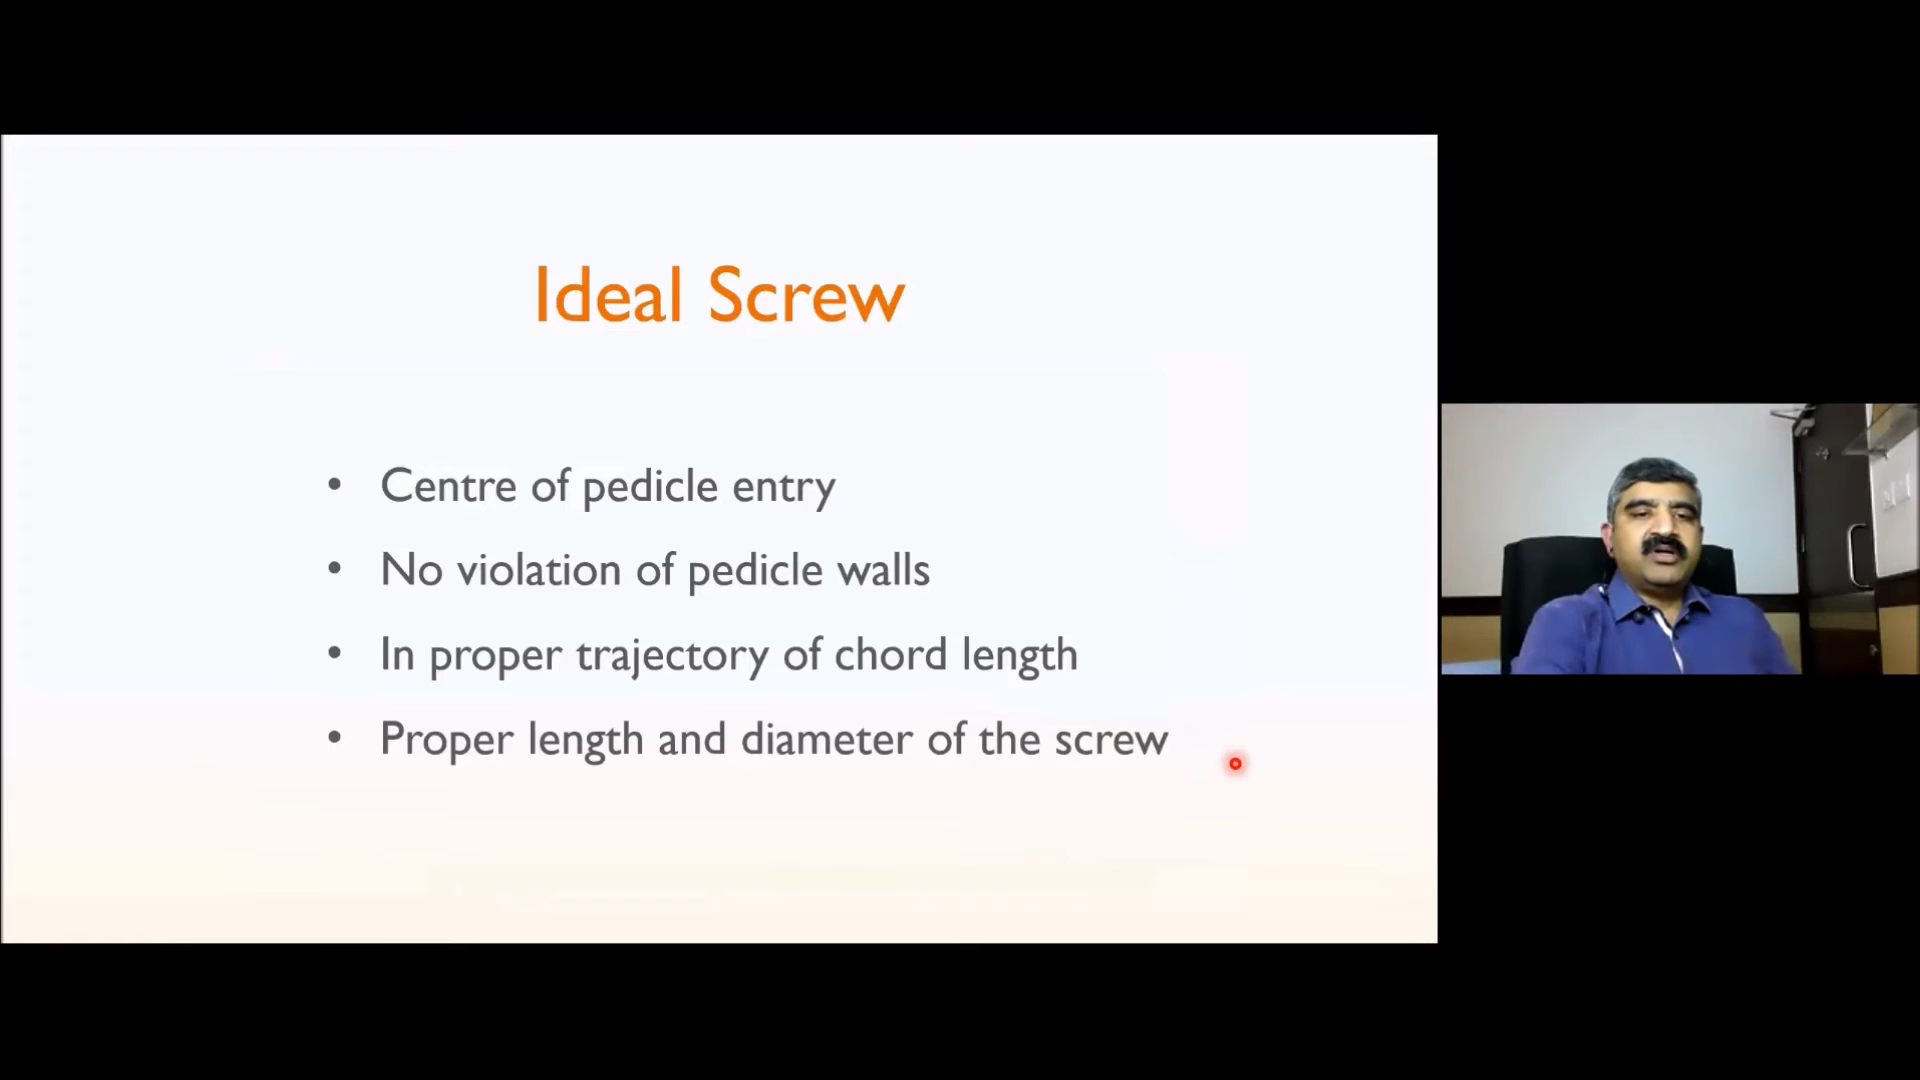 Ideal Screw
• Centre of pedicle entry
• No violation of pedicle walls
• In proper trajectory of chord length
• Proper length and diameter of the screw